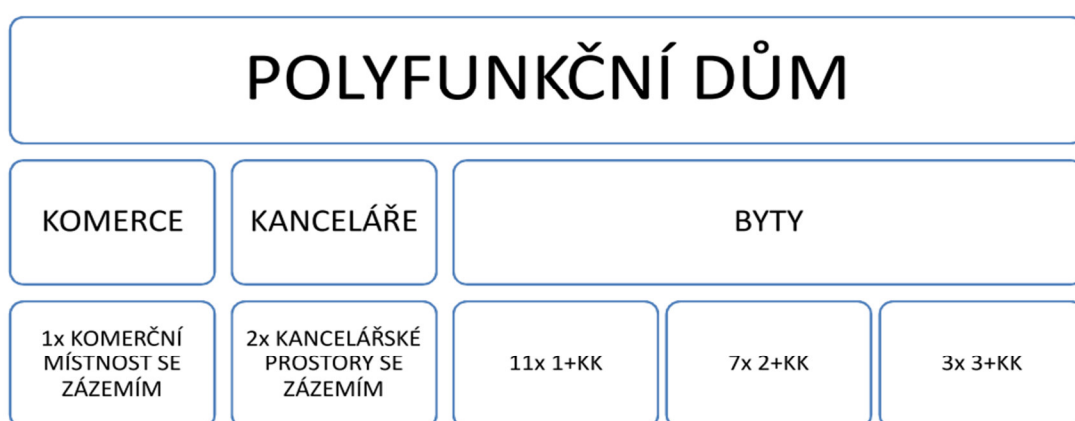 POLYFUNKČNÍ DŮM
KOMERCE
KANCELÁŘE
BYTY
1x KOMERČNÍ
MÍSTNOST SE
ZÁZEMÍM
2x KANCELÁŘSKÉ
PROSTORY SE
ZÁZEMÍM
11x 1+KK
7x 2+KK
3x 3+KK